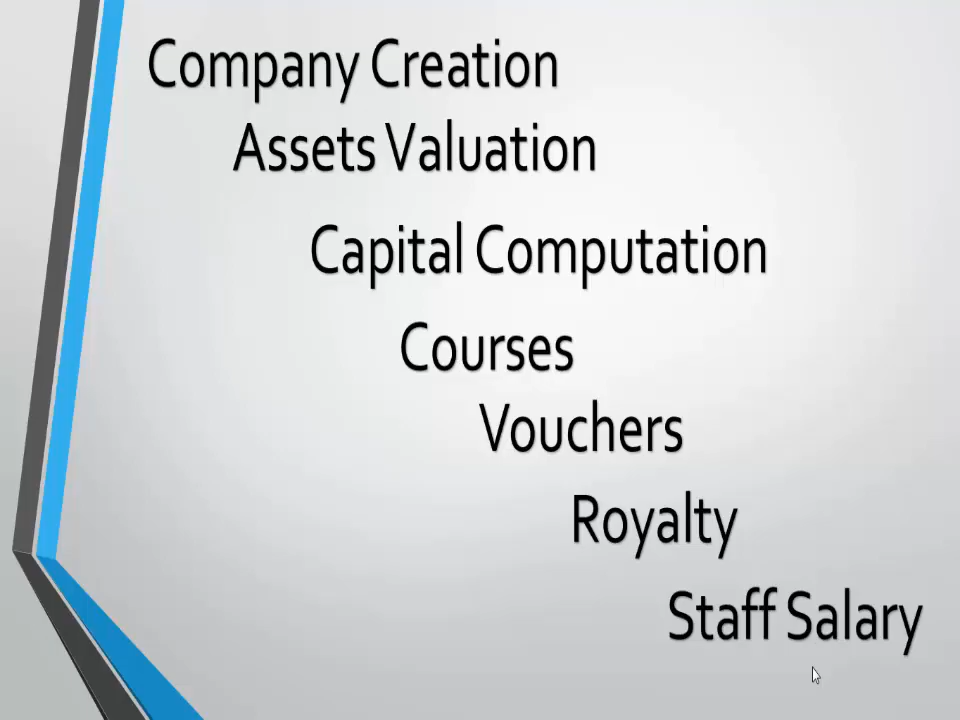 Company Creation
Assets Valuation
Capital Computation
Courses
Vouchers
Royalty
Staff Salary